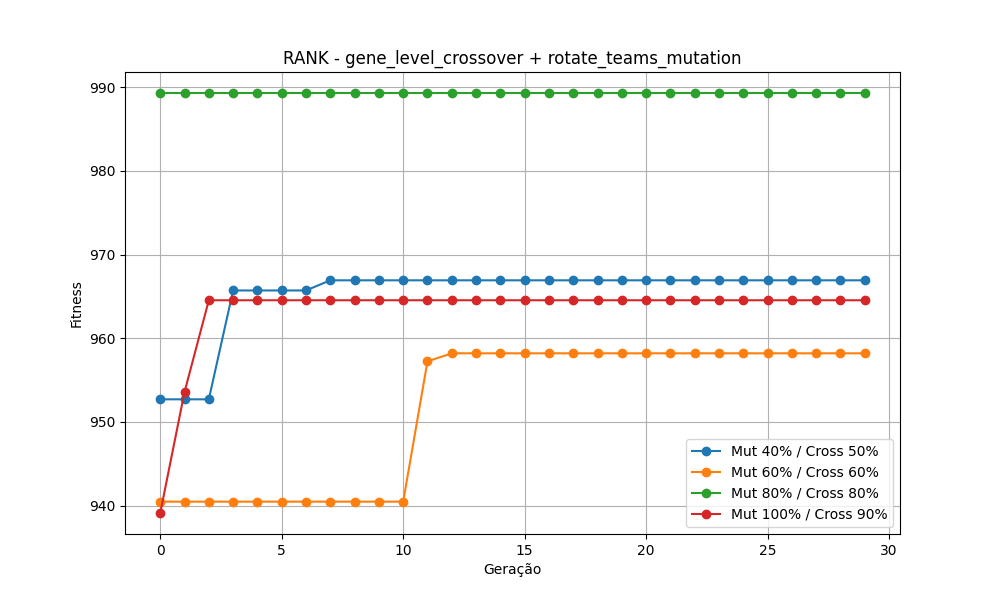 RANK - gene_level_crossover + rotate_teams_mutation
990
980
970
960
950
940
Fitness
0 5 10 15 20 25 30
Geração
Mut 40% / Cross 50%
Mut 60% / Cross 60%
Mut 80% / Cross 80%
Mut 100% / Cross 90%